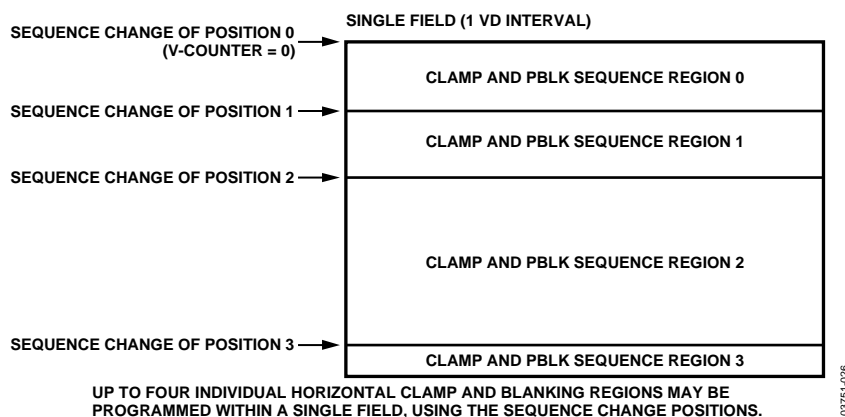 SINGLE FIELD (1 VD INTERVAL)
SEQUENCE CHANGE OF POSITION 0
(V-COUNTER = 0)
CLAMP AND PBLK SEQUENCE REGION 0
SEQUENCE CHANGE OF POSITION 1
CLAMP AND PBLK SEQUENCE REGION 1
SEQUENCE CHANGE OF POSITION 2
CLAMP AND PBLK SEQUENCE REGION 2
SEQUENCE CHANGE OF POSITION 3
CLAMP AND PBLK SEQUENCE REGION 3
UP TO FOUR INDIVIDUAL HORIZONTAL CLAMP AND BLANKING REGIONS MAY BE
PROGRAMMED WITHIN A SINGLE FIELD, USING THE SEQUENCE CHANGE POSITIONS.
03751-026